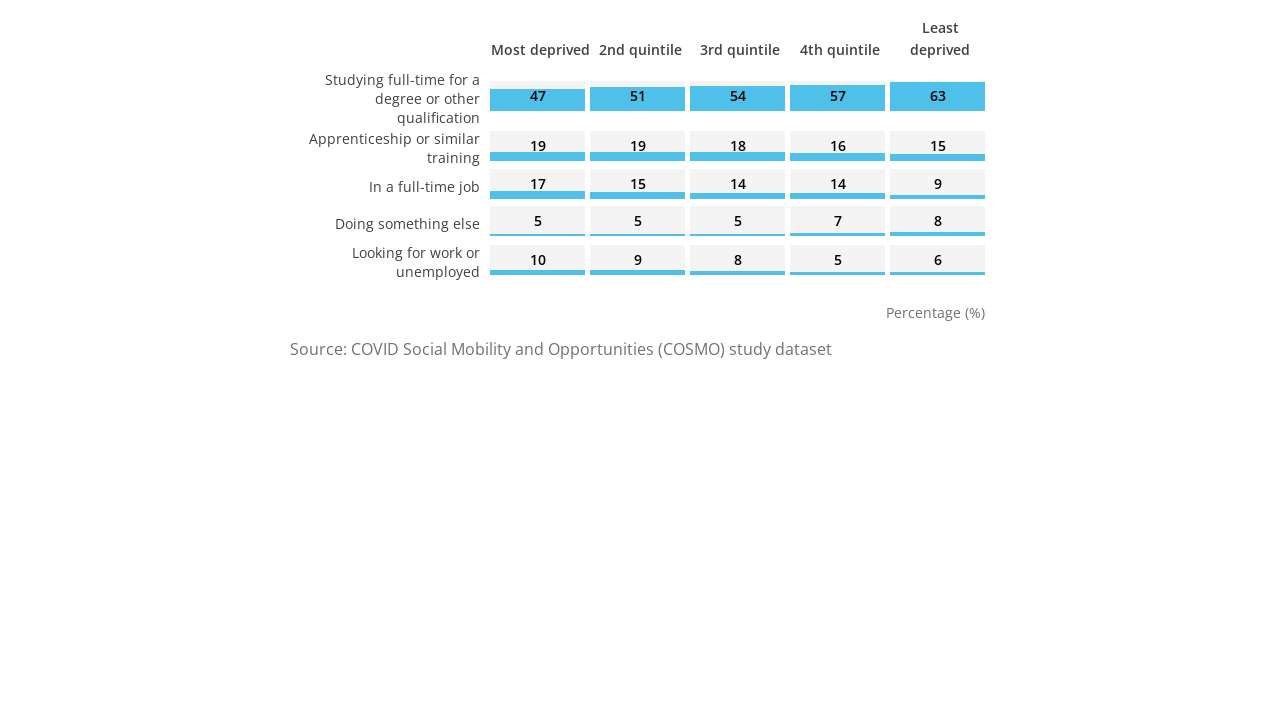 Least
Most deprived 2nd quintile 3rd quintile 4th quintile deprived
Studying full-time for a
degree or other
qualification
47 51 54 57 63
Apprenticeship or similar
training
19 19 18 16 15
In a full-time job 17 15 14 14 9
Doing something else 5 5 5 7 8
Looking for work or
unemployed
10 9 8 5 6
Percentage (%)
Source: COVID Social Mobility and Opportunities (COSMO) study dataset